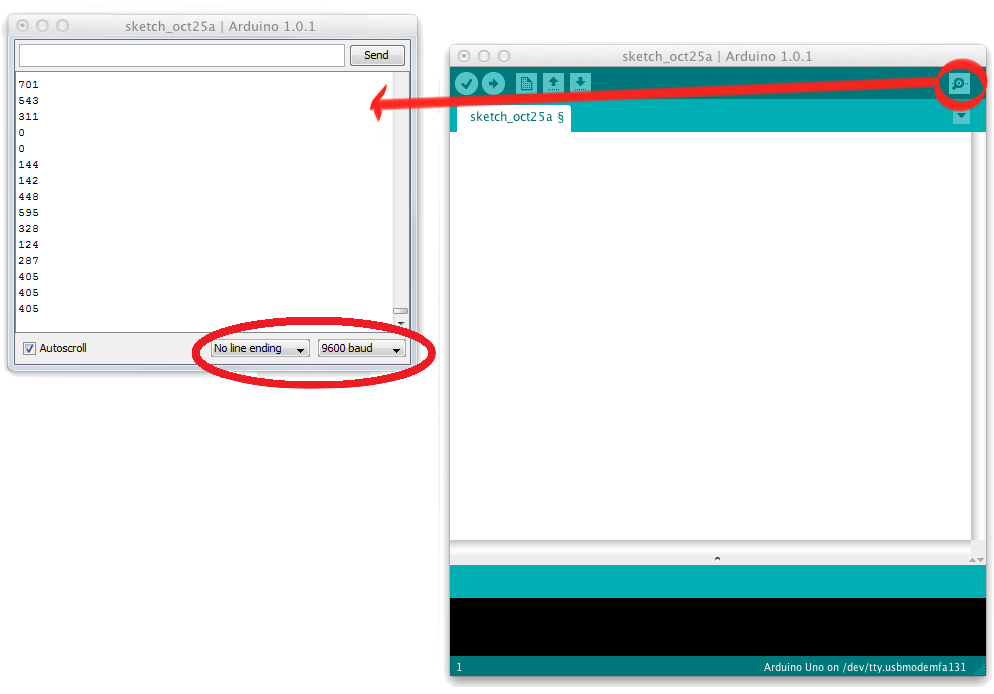 sketch_oct25a | Arduino 1.0.1
Send
701
543
311
0
0
144
142
448
595
328
124
287
405
405
405
Autoscroll
No line ending
9600 baud
sketch_oct25a | Arduino 1.0.1
sketch_oct25a §
1
Arduino Uno on /dev/tty.usbmodemfa131